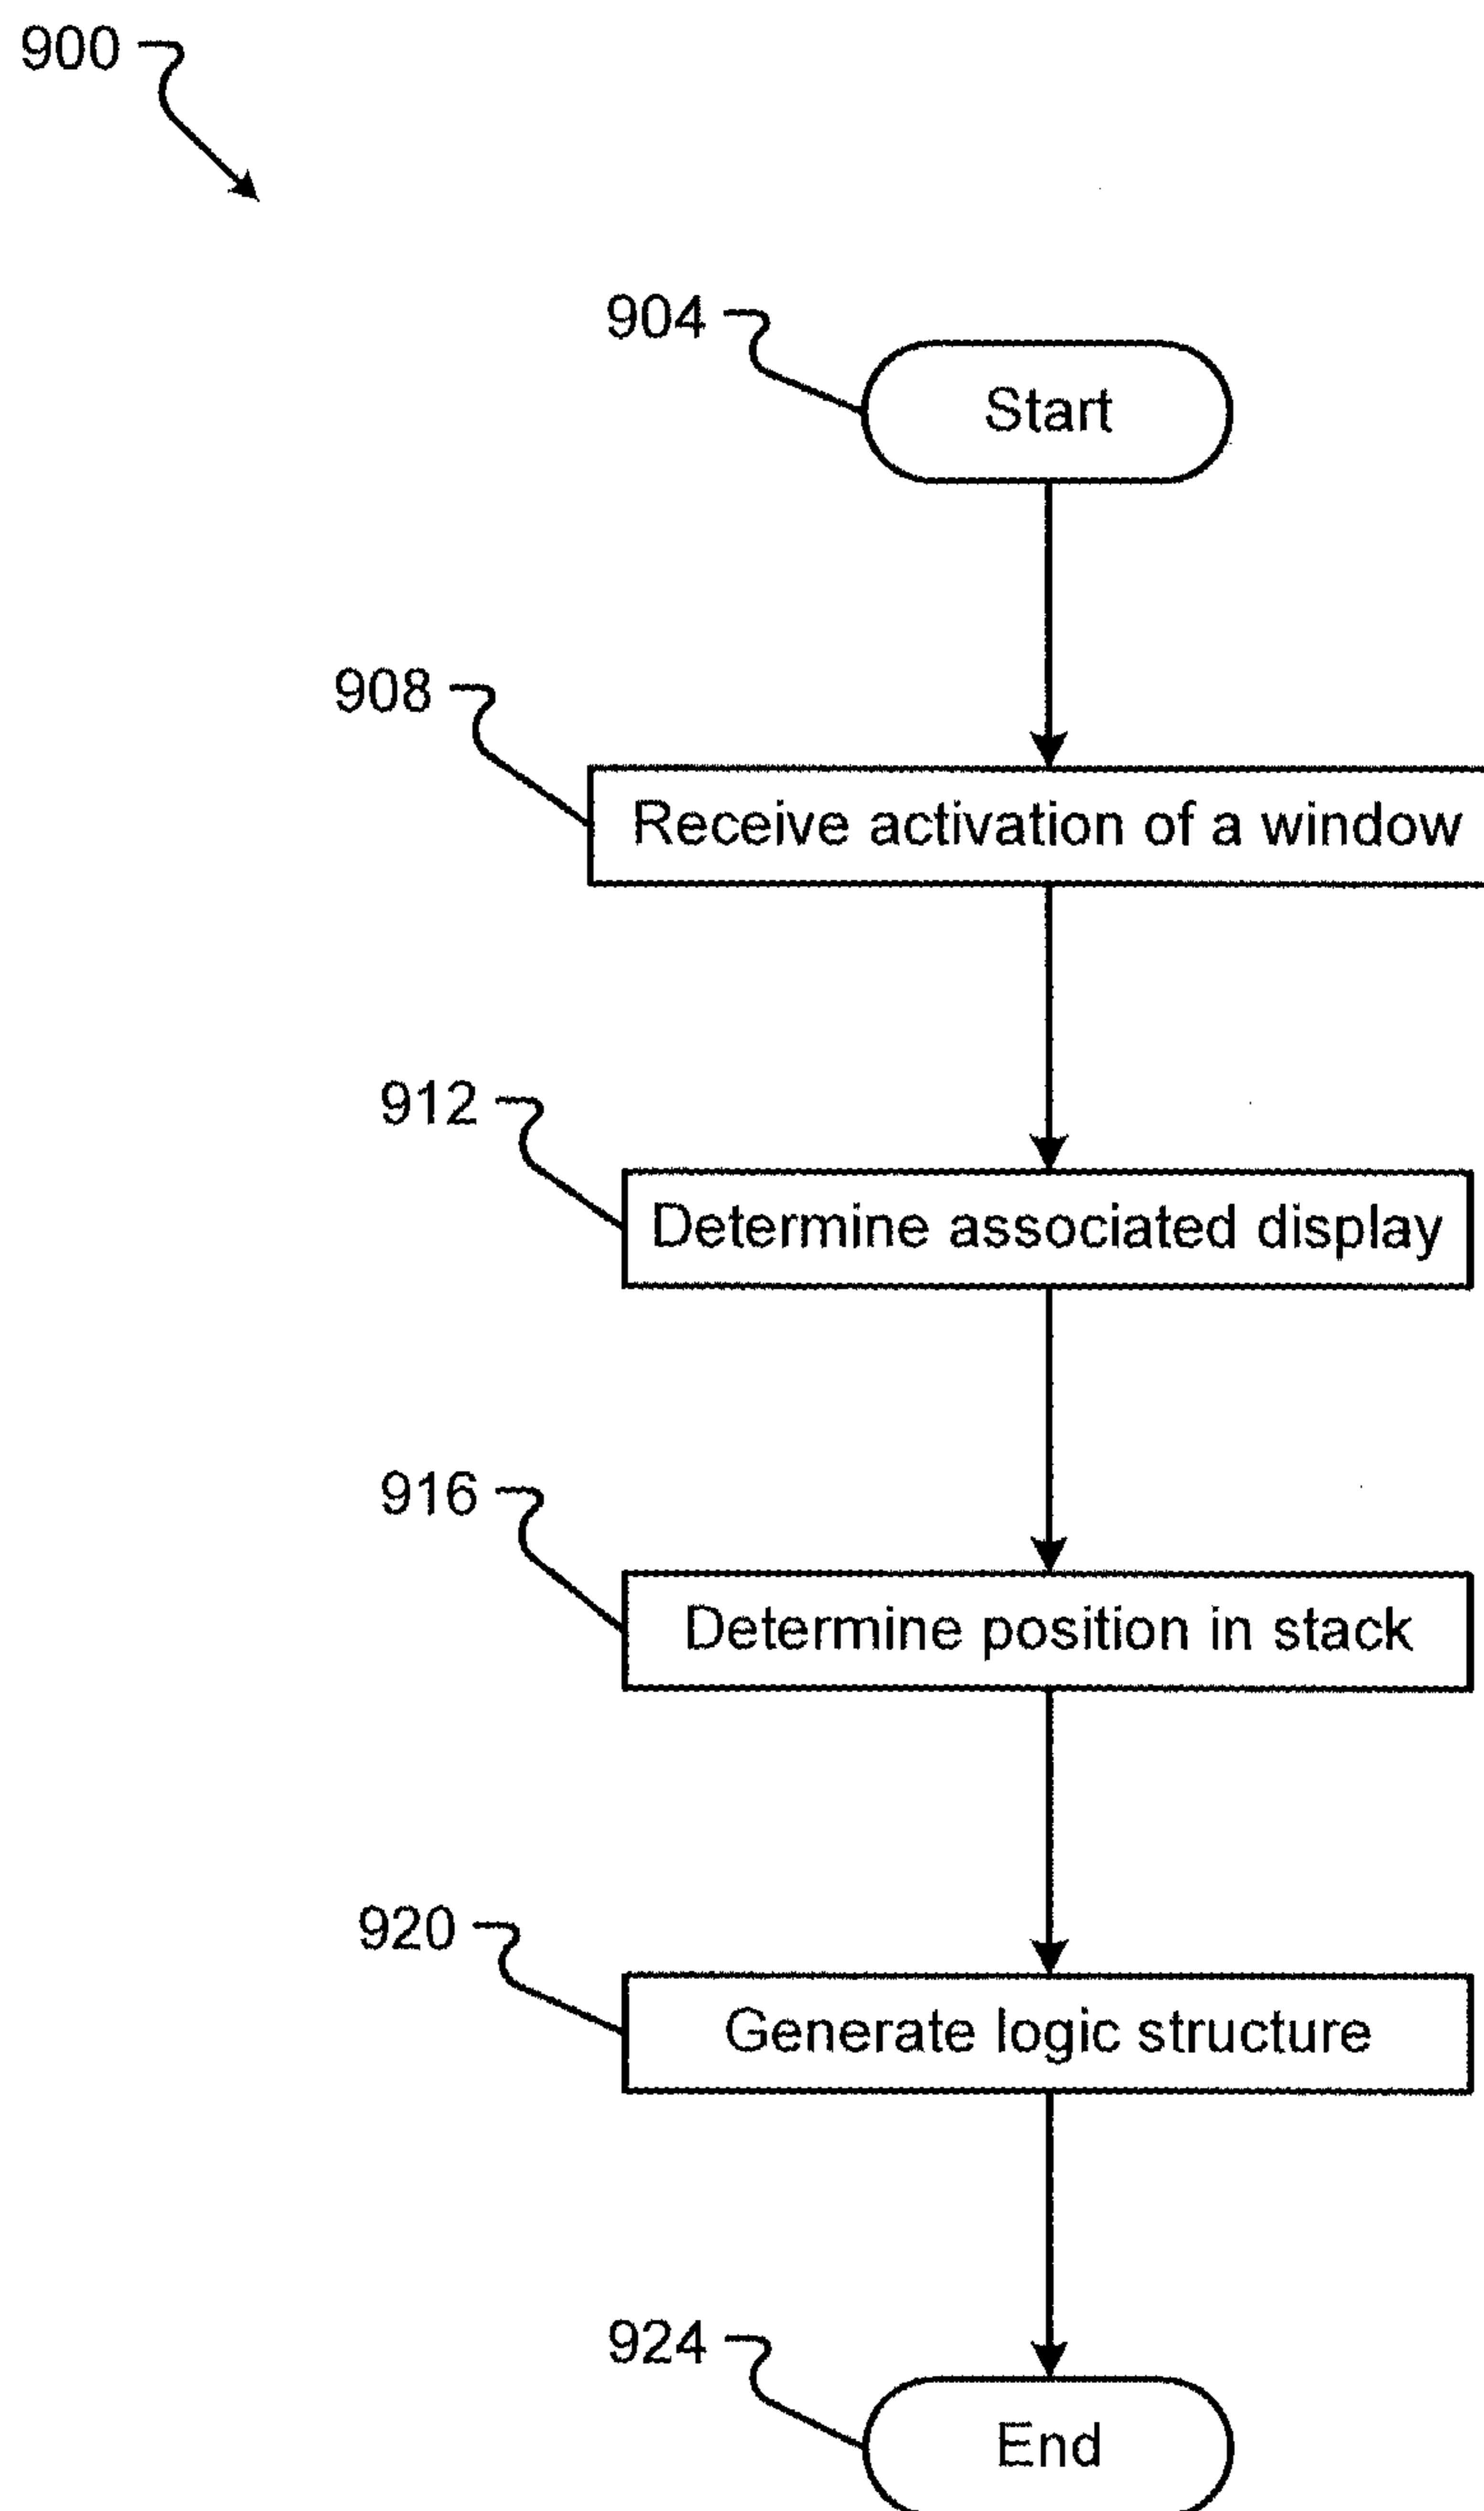 900
904
Start
908
Receive activation of a window
912
Determine associated display
916
Determine position in stack
920
Generate logic structure
924
End